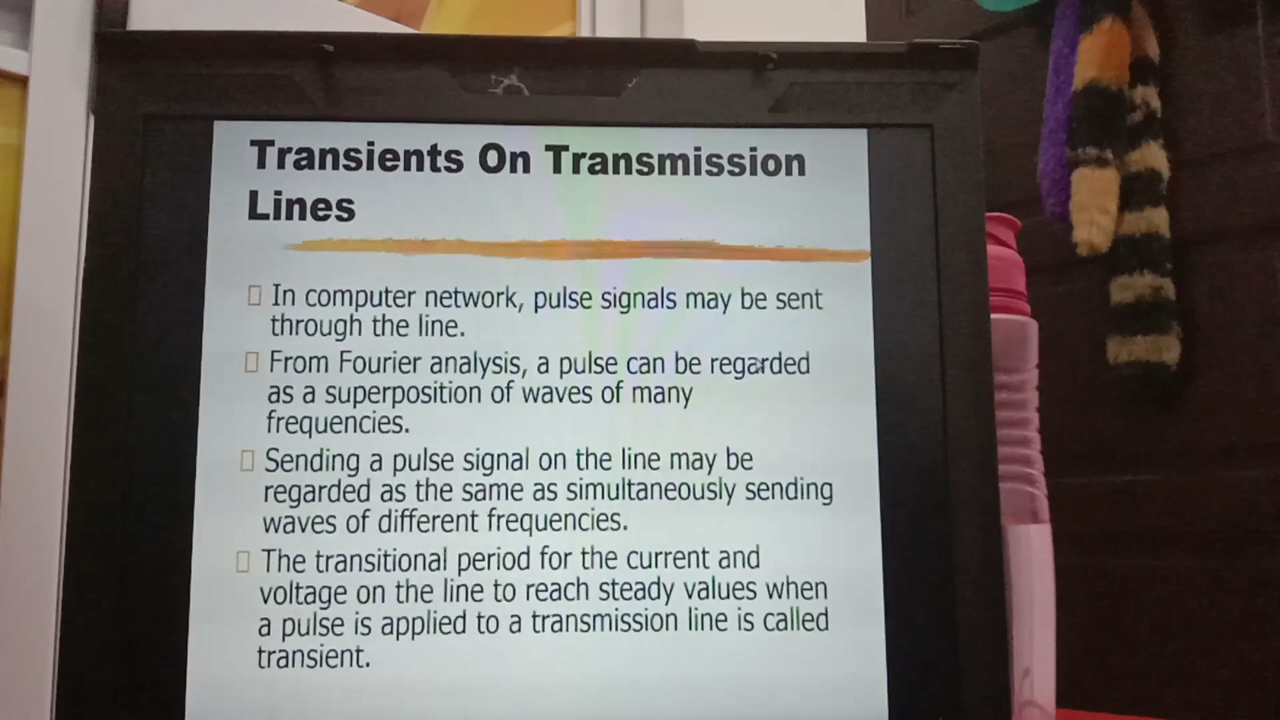 Transients On Transmission
Lines
In computer network, pulse signals may be sent
through the line.
From Fourier analysis, a pulse can be regarded
as a superposition of waves of many
frequencies.
Sending a pulse signal on the line may be
regarded as the same as simultaneously sending
waves of different frequencies.
The transitional period for the current and
voltage on the line to reach steady values when
a pulse is applied to a transmission line is called
transient.